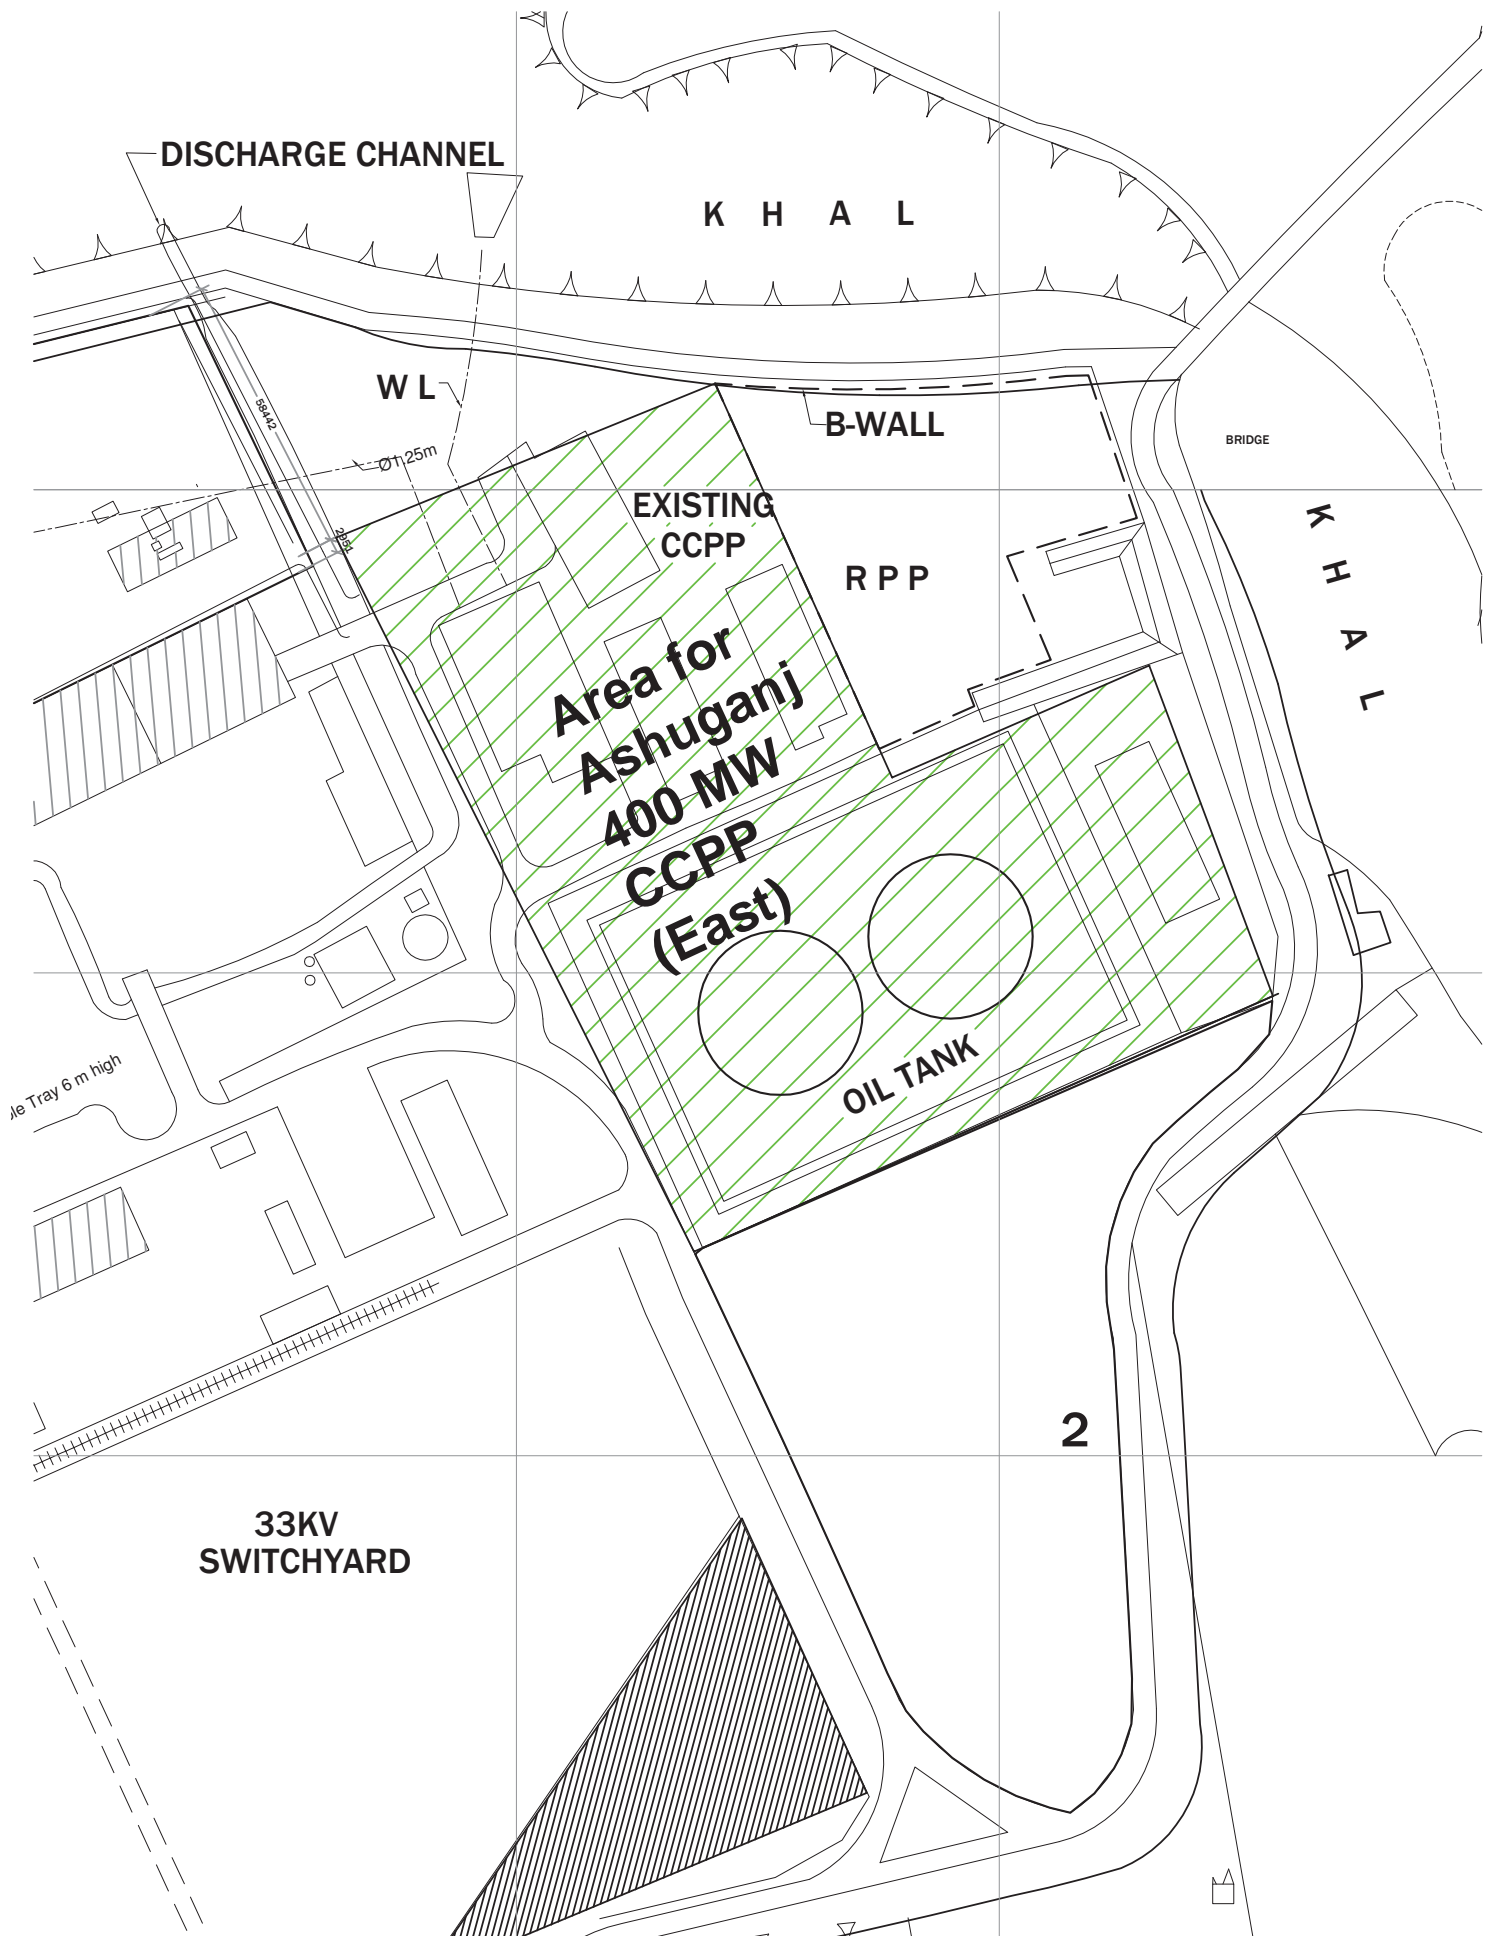 DISCHARGE CHANNEL
K H A L
W L
B-WALL
58442
Ø1.25m
BRIDGE
2951
EXISTING
CCPP
R P P
K H A L
Area for
Ashuganj
400 MW
CCPP
(East)
OIL TANK
Tray 6 m high
2
33KV
SWITCHYARD